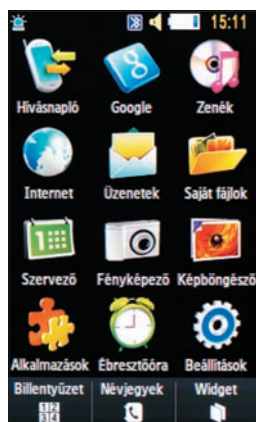 15:11
Hívásnapló Google Zenék
Internet Üzenetek Saját fájlok
Szervező Fényképező Képböngésző
Alkalmazások Ébresztőóra Beállítások
Billentyűzet Névjegyek Widget